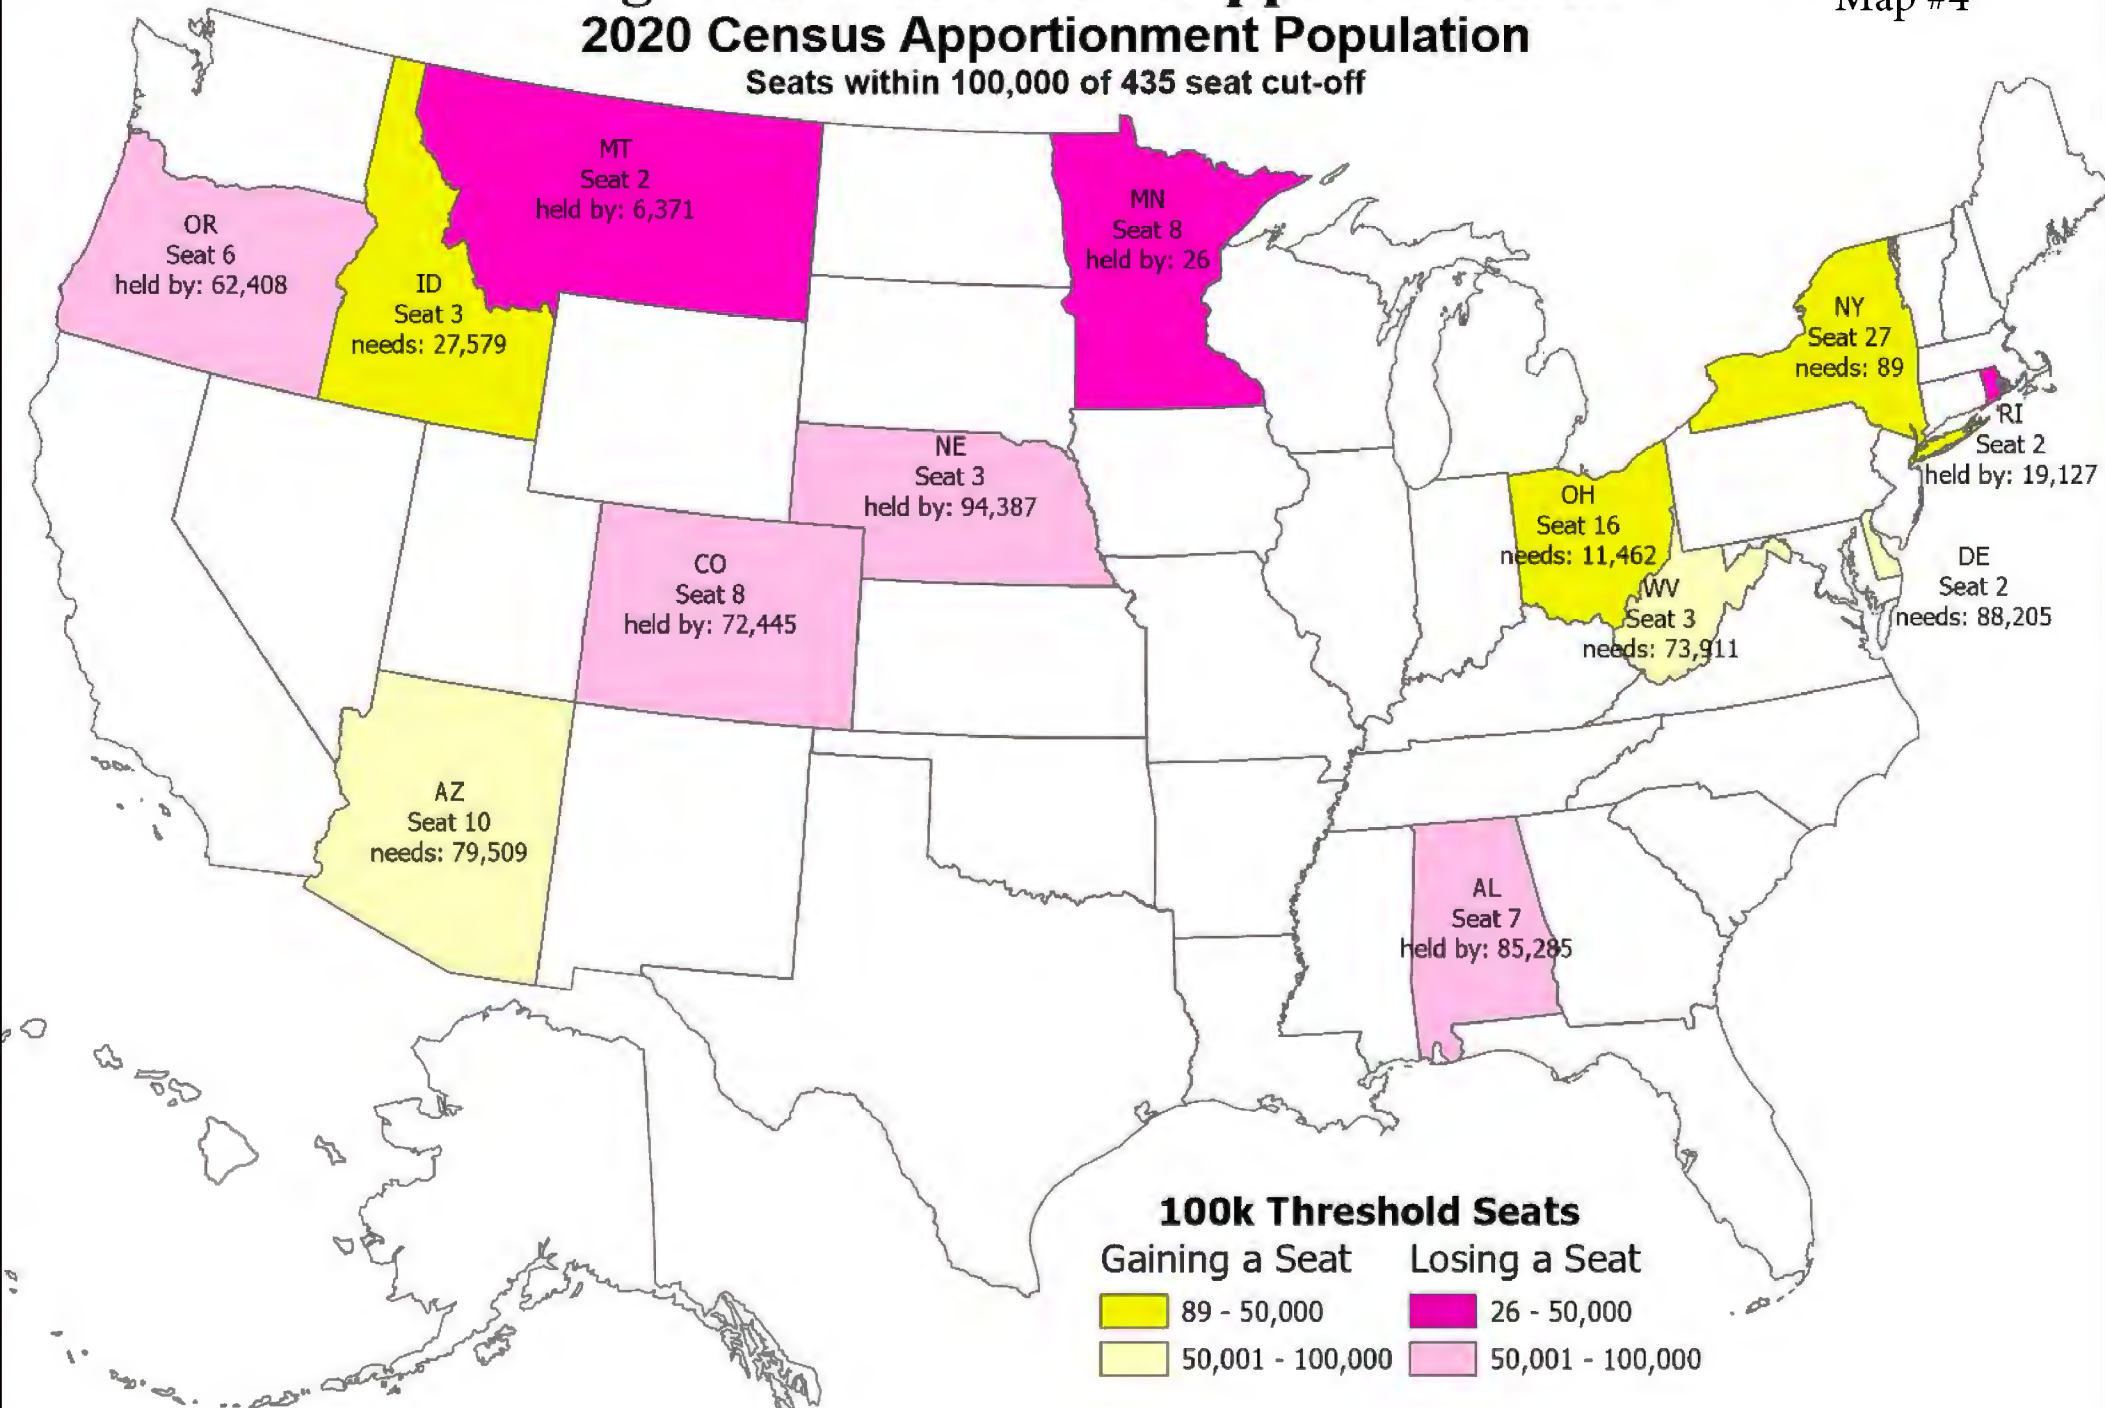 Map #4
2020 Census Apportionment Population
Seats within 100,000 of 435 seat cut-off
MT
Seat 2
held by: 6,371
MN
Seat 8
held by: 26
OR
Seat 6
held by: 62,408
ID
Seat 3
needs: 27,579
NY
Seat 27
needs: 89
RI
Seat 2
held by: 19,127
NE
Seat 3
held by: 94,387
OH
Seat 16
needs: 11,462
CO
Seat 8
held by: 72,445
WV
Seat 3
needs: 73,911
DE
Seat 2
needs: 88,205
AZ
Seat 10
needs: 79,509
AL
Seat 7
held by: 85,285
100k Threshold Seats
Gaining a Seat Losing a Seat
89 - 50,000 26 - 50,000
50,001 - 100,000 50,001 - 100,000